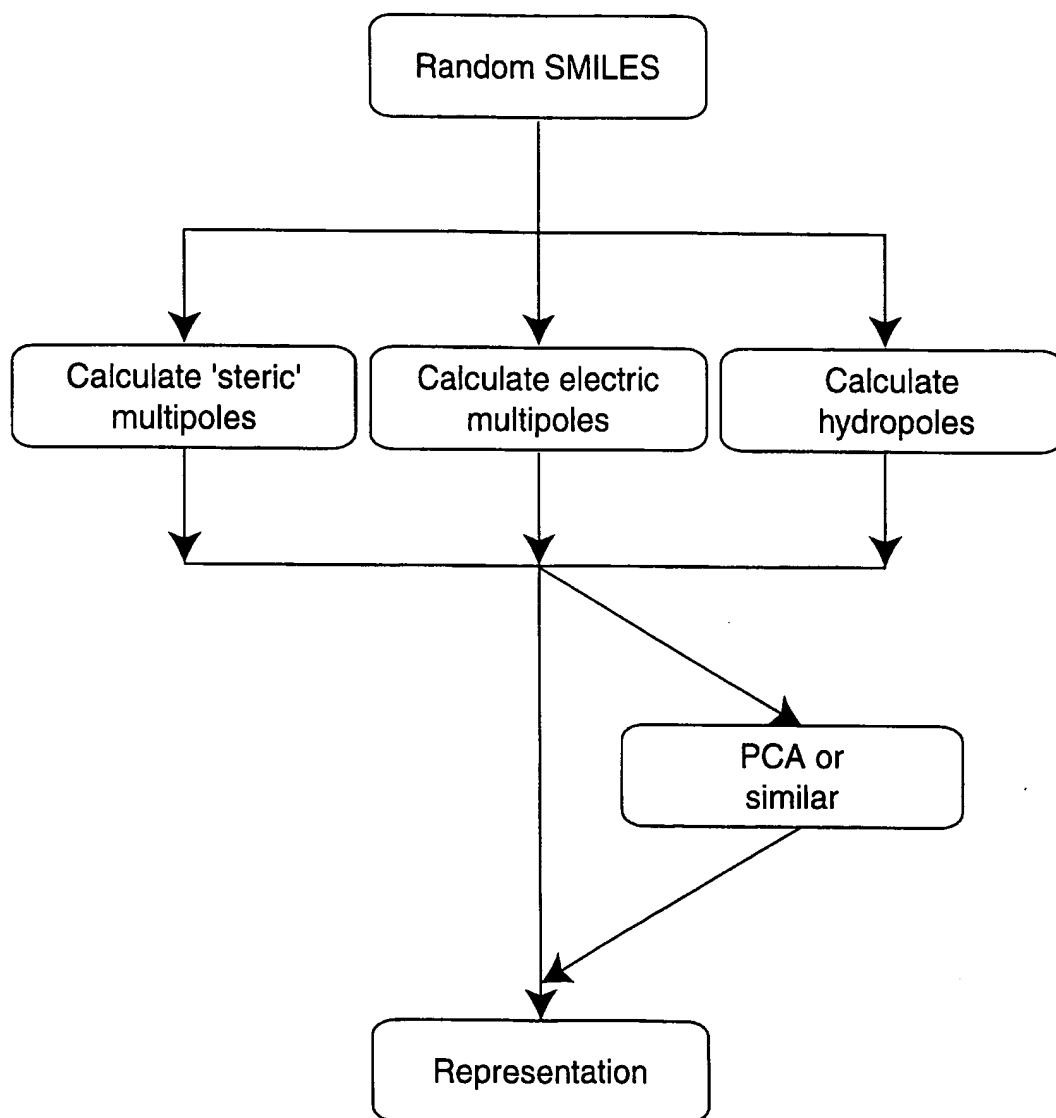 Random SMILES
Calculate 'steric'
multipoles
Calculate electric
multipoles
Calculate
hydropoles
PCA or
similar
Representation